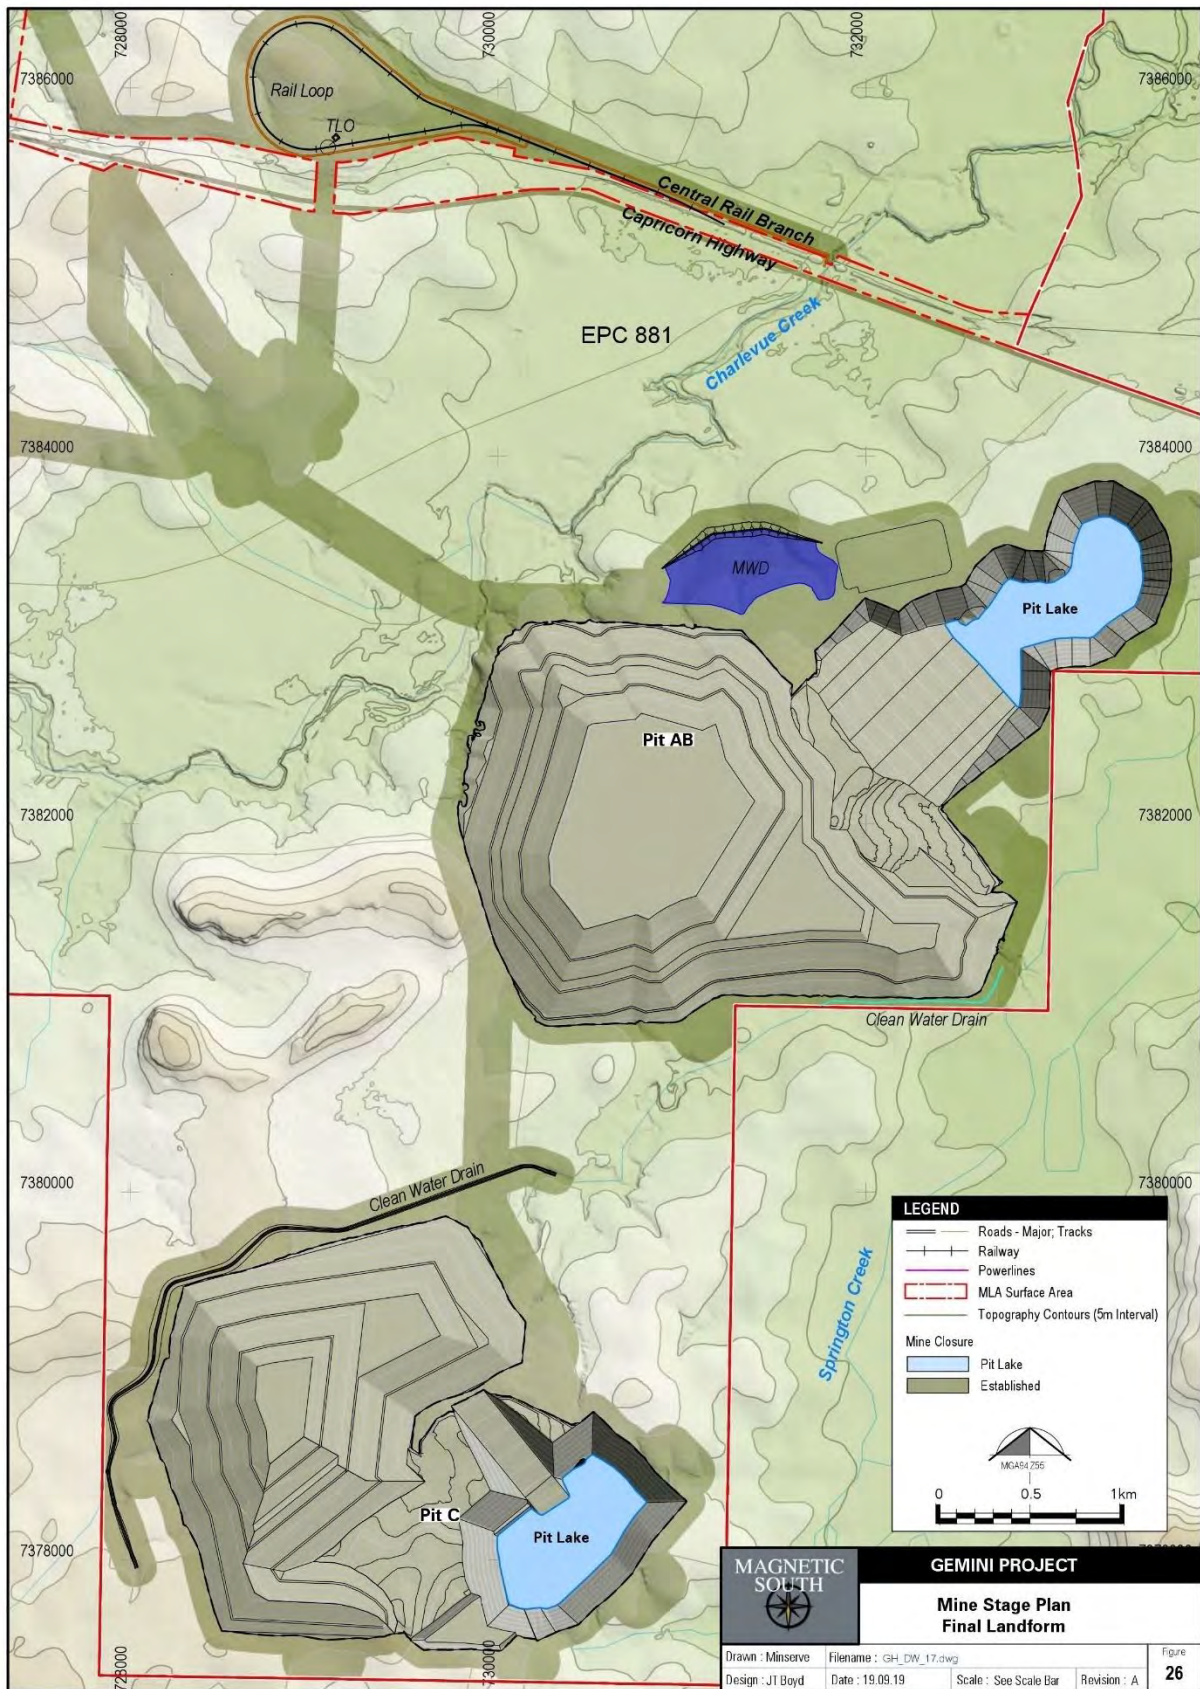 728000
730000
732000
7386000
7386000
Rail Loop
TLO
Central Rail Branch
Capricorn Highway
EPC 881
Charlevue Creek
7384000
7384000
MWD
Pit Lake
Pit AB
7382000
7382000
Clean Water Drain
Clean Water Drain
7380000
7380000
Springton Creek
Pit C
Pit Lake
7378000
728000
730000
LEGEND
Roads - Major; Tracks
Railway
Powerlines
MLA Surface Area
Topography Contours (5m Interval)
Mine Closure
Pit Lake
Established
MGA94 Z55
0 0.5 1km
MAGNETIC
SOUTH
GEMINI PROJECT
Mine Stage Plan
Final Landform
Drawn : Minserve Filename : GH_DW_17.dwg
Design : JT Boyd Date : 19.09.19 Scale : See Scale Bar Revision : A
Figure
26